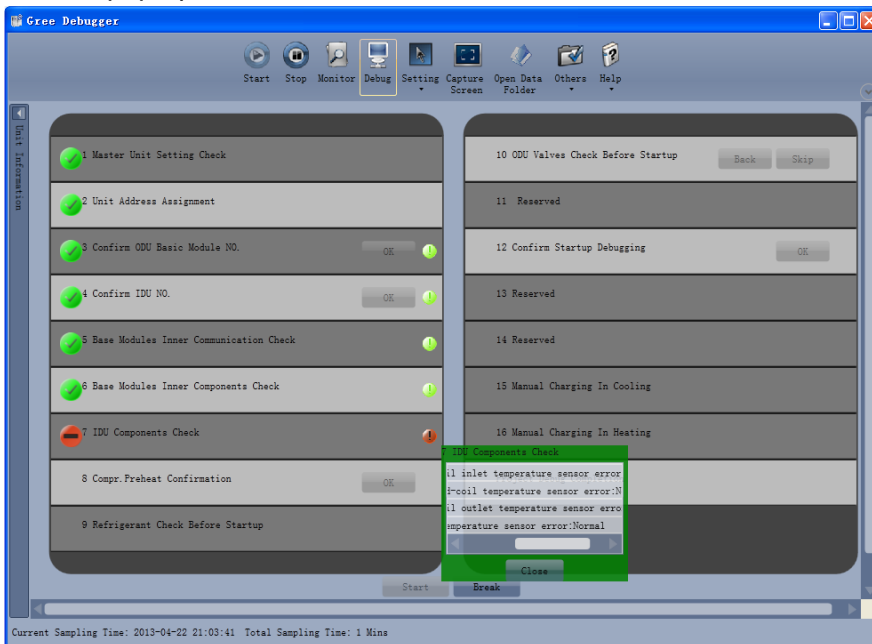 Gree Debugger
Start Stop Monitor Debug Setting Capture Screen Open Data Folder Others Help
Unit Information
1 Master Unit Setting Check
2 Unit Address Assignment
3 Confirm ODU Basic Module NO. OK
4 Confirm IDU NO. OK
5 Base Modules Inner Communication Check
6 Base Modules Inner Components Check
7 IDU Components Check
8 Compr.Preheat Confirmation OK
9 Refrigerant Check Before Startup
10 ODU Valves Check Before Startup Back Skip
11 Reserved
12 Confirm Startup Debugging OK
13 Reserved
14 Reserved
15 Manual Charging In Cooling
16 Manual Charging In Heating
7 IDU Components Check
il inlet temperature sensor error
d-coil temperature sensor error:N
il outlet temperature sensor erro
emperature sensor error:Normal
Close
Start Break
Current Sampling Time: 2013-04-22 21:03:41 Total Sampling Time: 1 Mins